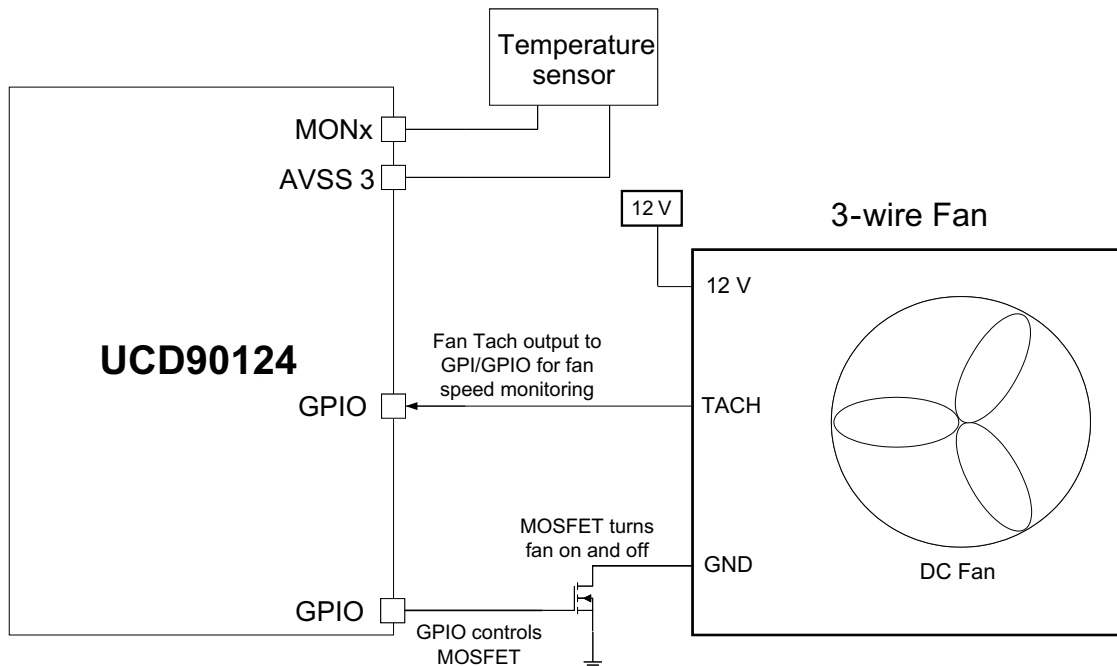 Temperature
sensor
MONx
AVSS 3
12 V
3-wire Fan
12 V
UCD90124
Fan Tach output to
GPI/GPIO for fan
speed monitoring
GPIO
TACH
MOSFET turns
fan on and off
GND
DC Fan
GPIO
GPIO controls
MOSFET